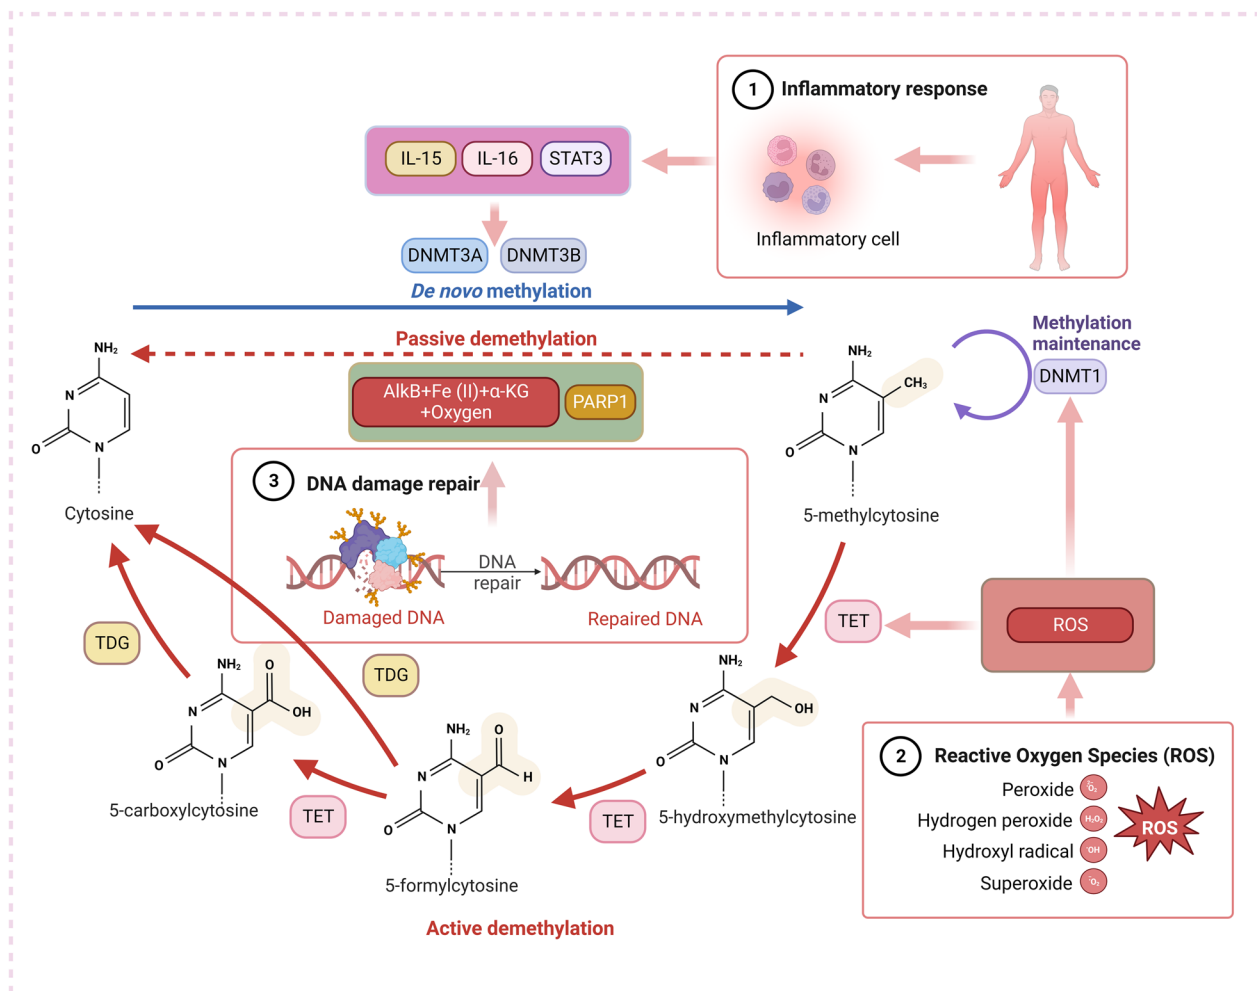 1 Inflammatory response
IL-15 IL-16 STAT3
Inflammatory cell
DNMT3A DNMT3B
De novo methylation
Passive demethylation
Methylation
maintenance
DNMT1
AlkB+Fe (II)+α-KG
+Oxygen
PARP1
NH₂
N
O
N
Cytosine
NH₂
CH₃
N
O
N
5-methylcytosine
3 DNA damage repair
DNA
repair
Damaged DNA
Repaired DNA
TET
ROS
TDG
TDG
NH₂
O
OH
N
O
N
5-carboxylcytosine
TET
NH₂
O
H
N
O
N
5-formylcytosine
TET
NH₂
OH
N
O
N
5-hydroxymethylcytosine
2 Reactive Oxygen Species (ROS)
Peroxide
Hydrogen peroxide H₂O₂
Hydroxyl radical ·OH
Superoxide
ROS
Active demethylation